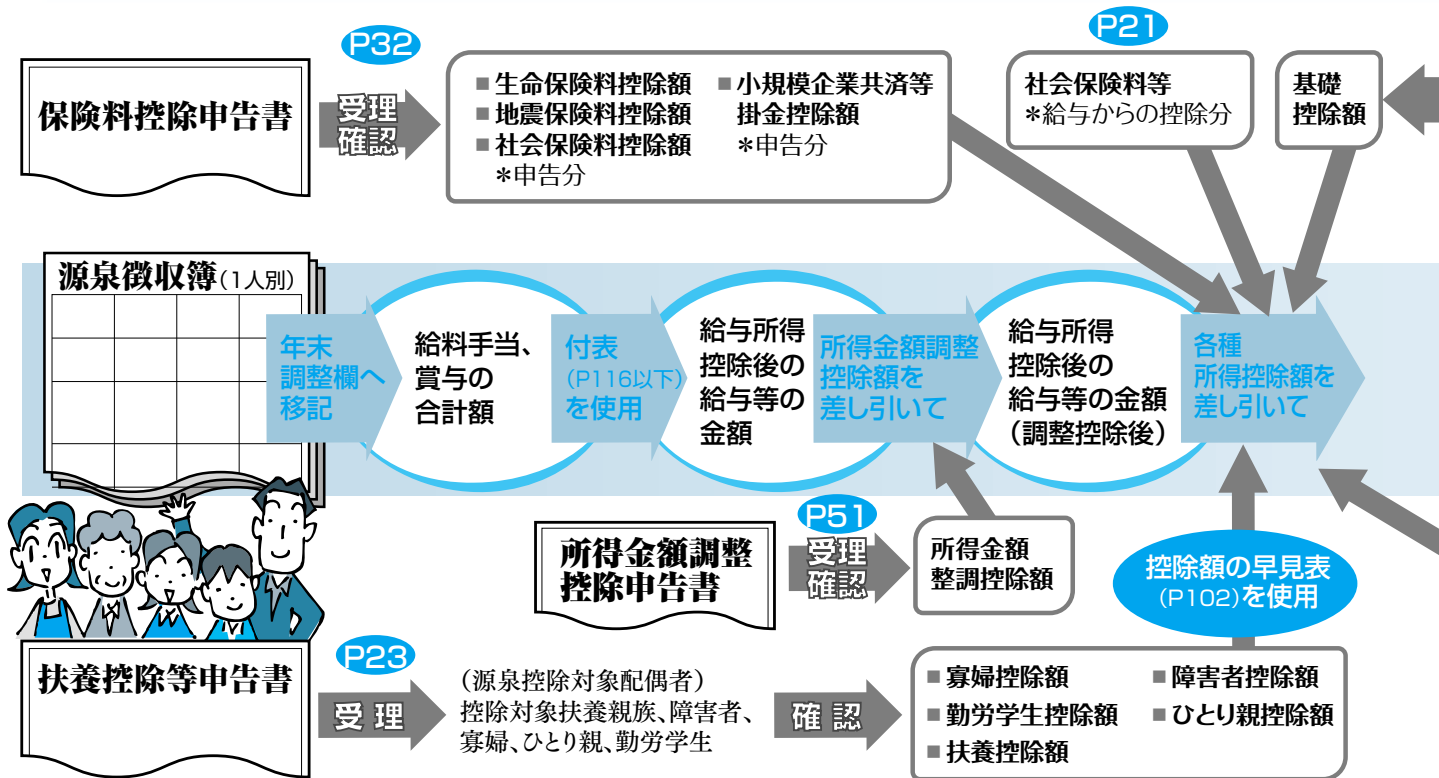 P32
P21
保険料控除申告書
受理
確認
■生命保険料控除額
■地震保険料控除額
■社会保険料控除額
＊申告分
■小規模企業共済等
掛金控除額
＊申告分
社会保険料等
＊給与からの控除分
基礎
控除額
源泉徴収簿(1人別)
年末
調整欄へ
移記
給料手当、
賞与の
合計額
付表
(P116以下)
を使用
給与所得
控除後の
給与等の
金額
所得金額調整
控除額を
差し引いて
給与所得
控除後の
給与等の金額
(調整控除後)
各種
所得控除額を
差し引いて
所得金額調整
控除申告書
P51
受理
確認
所得金額
整調控除額
控除額の早見表
(P102)を使用
扶養控除等申告書
P23
受理
(源泉控除対象配偶者)
控除対象扶養親族、障害者、
寡婦、ひとり親、勤労学生
確認
■寡婦控除額
■勤労学生控除額
■扶養控除額
■障害者控除額
■ひとり親控除額